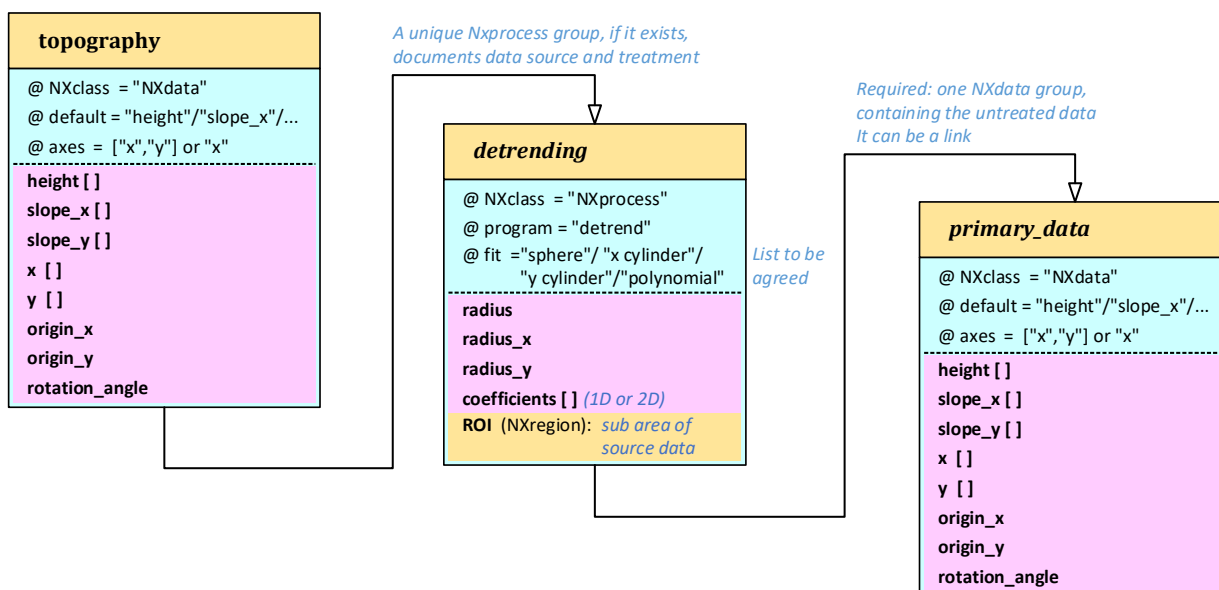 topography
@ NXclass = "NXdata"
@ default = "height"/"slope_x"/...
@ axes = ["x","y"] or "x"
height [ ]
slope_x [ ]
slope_y [ ]
x [ ]
y [ ]
origin_x
origin_y
rotation_angle
A unique Nxprocess group, if it exists,
documents data source and treatment
detrending
@ NXclass = "NXprocess"
@ program = "detrend"
@ fit ="sphere"/ "x cylinder"/
"y cylinder"/"polynomial"
List to be
agreed
radius
radius_x
radius_y
coefficients [ ] (1D or 2D)
ROI (NXregion): sub area of
source data
Required: one NXdata group,
containing the untreated data
It can be a link
primary_data
@ NXclass = "NXdata"
@ default = "height"/"slope_x"/...
@ axes = ["x","y"] or "x"
height [ ]
slope_x [ ]
slope_y [ ]
x [ ]
y [ ]
origin_x
origin_y
rotation_angle